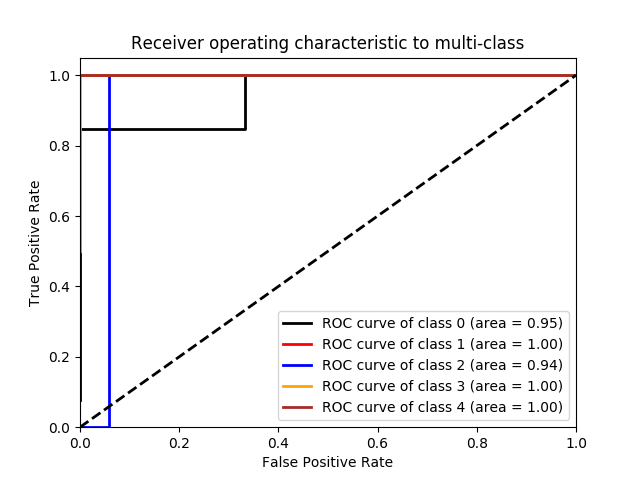 Receiver operating characteristic to multi-class
1.0
0.8
0.6
0.4
0.2
0.0
True Positive Rate
ROC curve of class 0 (area = 0.95)
ROC curve of class 1 (area = 1.00)
ROC curve of class 2 (area = 0.94)
ROC curve of class 3 (area = 1.00)
ROC curve of class 4 (area = 1.00)
0.0 0.2 0.4 0.6 0.8 1.0
False Positive Rate